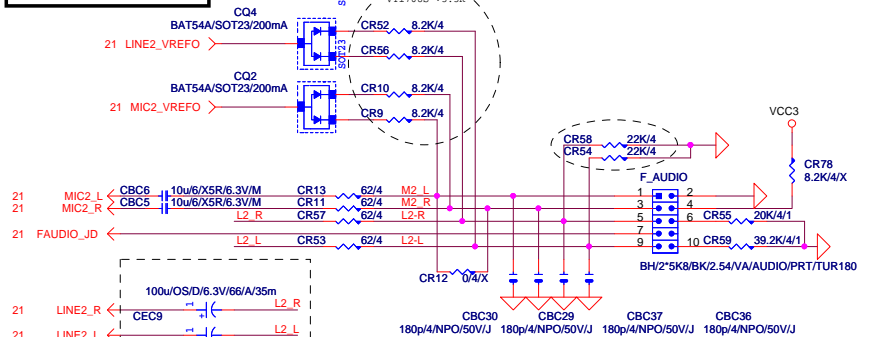 CQ4
BAT54A/SOT23/200mA
CR52 8.2K/4
21 LINE2_VREFO
SOT23
CR56 8.2K/4
CQ2
BAT54A/SOT23/200mA
CR10 8.2K/4
21 MIC2_VREFO
CR9 8.2K/4
VCC3
CR58 22K/4
CR54 22K/4
CR78
8.2K/4/X
F_AUDIO
21 MIC2_L CBC6 10u/6/X5R/6.3V/M CR13 62/4 M2_L 1 2
21 MIC2_R CBC5 10u/6/X5R/6.3V/M CR11 62/4 M2_R 3 4
L2_R CR57 62/4 L2-R 5 6 CR55 20K/4/1
21 FAUDIO_JD 7
L2_L CR53 62/4 L2-L 9 10 CR59 39.2K/4/1
BH/2*5K8/BK/2.54/VA/AUDIO/PRT/TUR180
CR12 0/4/X
100u/OS/D/6.3V/66/A/35m
21 LINE2_R 1 L2_R
CEC9
CBC30 CBC29 CBC37 CBC36
180p/4/NPO/50V/J 180p/4/NPO/50V/J 180p/4/NPO/50V/J 180p/4/NPO/50V/J
21 LINE2_L 1 L2_L